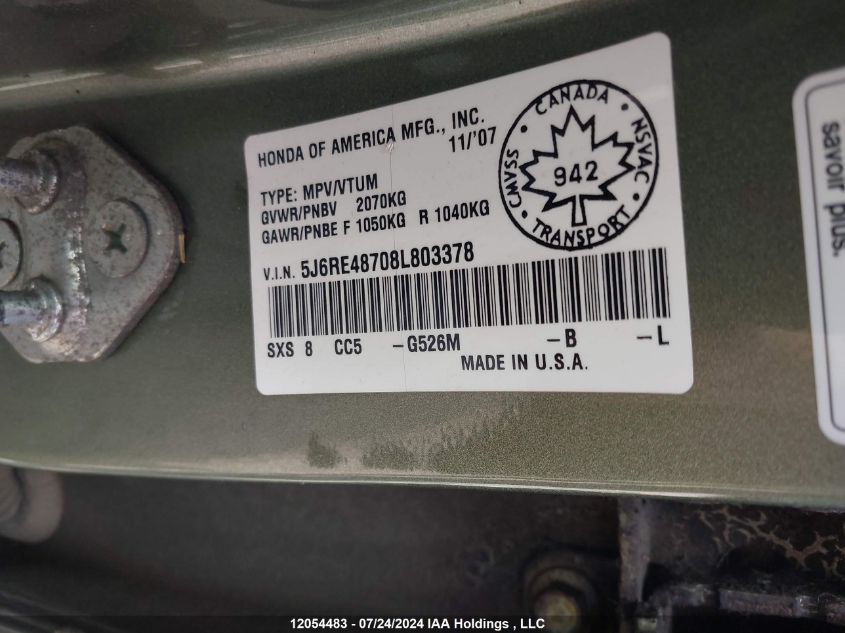 HONDA OF AMERICA MFG., INC.
11/'07
TYPE: MPV/VTUM
GVWR/PNBV 2070KG
GAWR/PNBE F 1050KG R 1040KG
V.I.N. 5J6RE48708L803378
SXS 8 CC5 -G526M -B -L
MADE IN U.S.A.
CANADA • NSVAC • TRANSPORT • CMVSS •
942
savoir plus.
12054483 - 07/24/2024 IAA Holdings , LLC